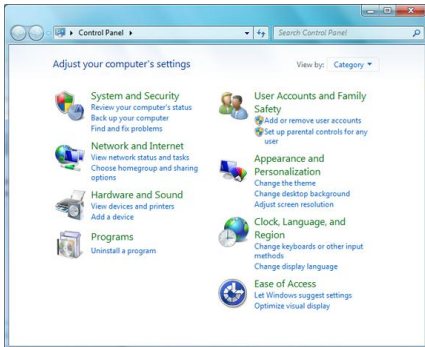 Control Panel
Search Control Panel
Adjust your computer's settings
View by: Category
System and Security
Review your computer's status
Back up your computer
Find and fix problems
Network and Internet
View network status and tasks
Choose homegroup and sharing
options
Hardware and Sound
View devices and printers
Add a device
Programs
Uninstall a program
User Accounts and Family
Safety
Add or remove user accounts
Set up parental controls for any
user
Appearance and
Personalization
Change the theme
Change desktop background
Adjust screen resolution
Clock, Language, and
Region
Change keyboards or other input
methods
Change display language
Ease of Access
Let Windows suggest settings
Optimize visual display